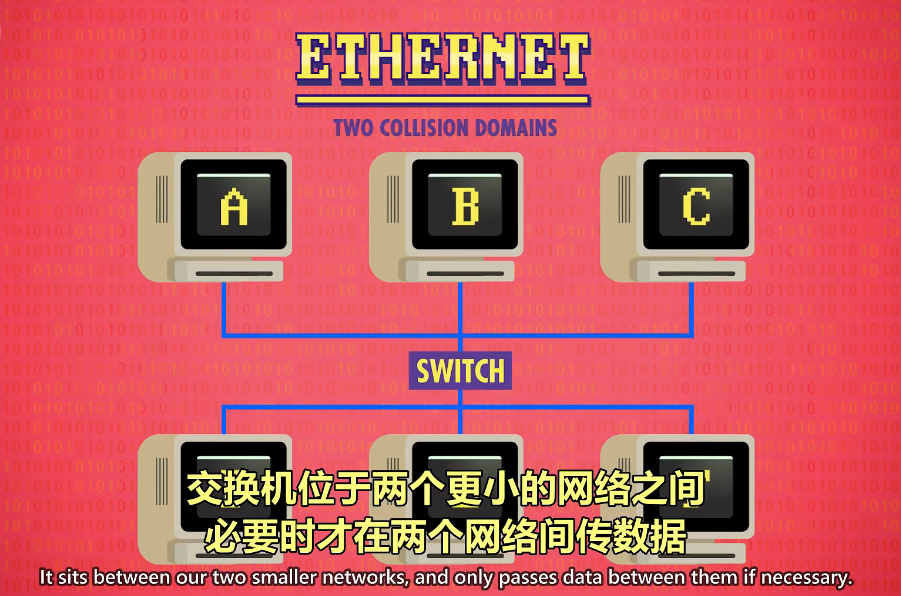 ETHERNET
TWO COLLISION DOMAINS
A
B
C
SWITCH
交换机位于两个更小的网络之间
必要时才在两个网络间传数据
It sits between our two smaller networks, and only passes data between them if necessary.